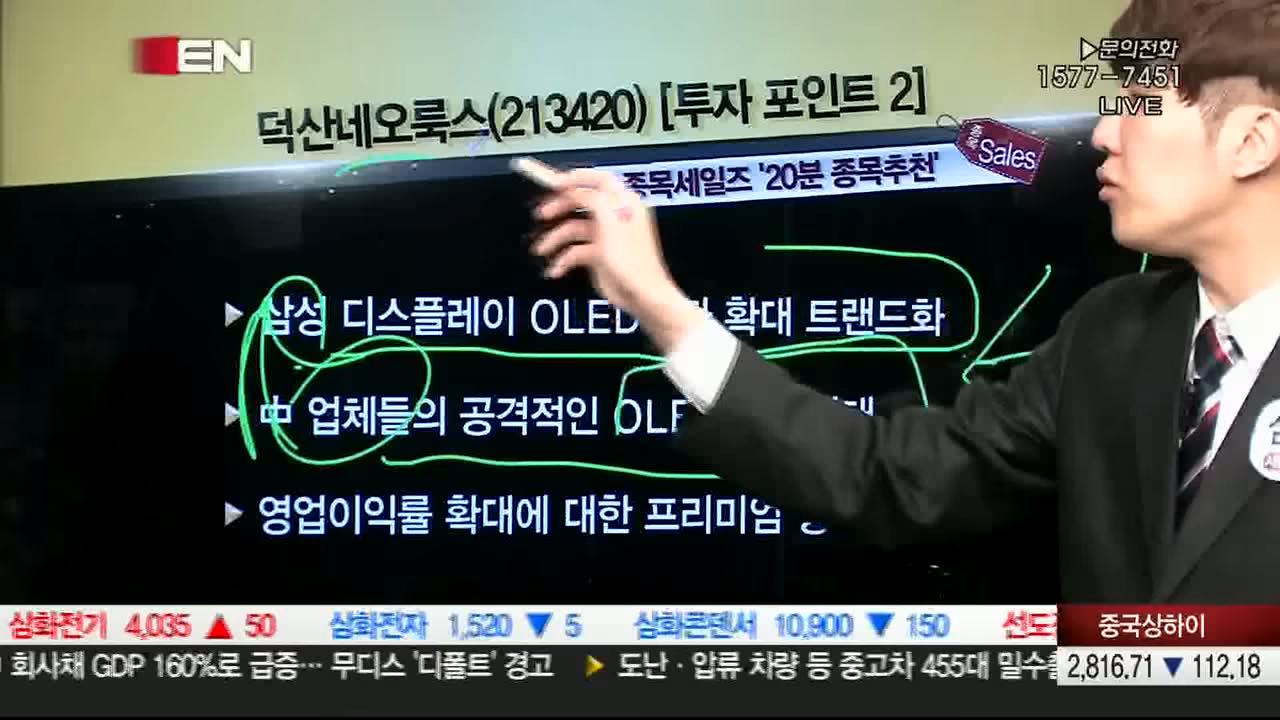 EN
▶문의전화
1577-7451
LIVE
덕산네오룩스(213420) [투자 포인트 2]
종목세일즈 '20분 종목추천'
종목 Sales
▶ 삼성 디스플레이 OLED 확대 트랜드화
▶ 中 업체들의 공격적인
▶ 영업이익률 확대에 대한 프리미엄
삼화전기 4,035 ▲ 50 삼화전자 1,520 ▼ 5 삼화콘덴서 10,900 ▼ 150
중국상하이
회사채 GDP 160%로 급증… 무디스 '디폴트' 경고 ▶ 도난·압류 차량 등 중고차 455대 밀수출
2,816.71 ▼ 112.18